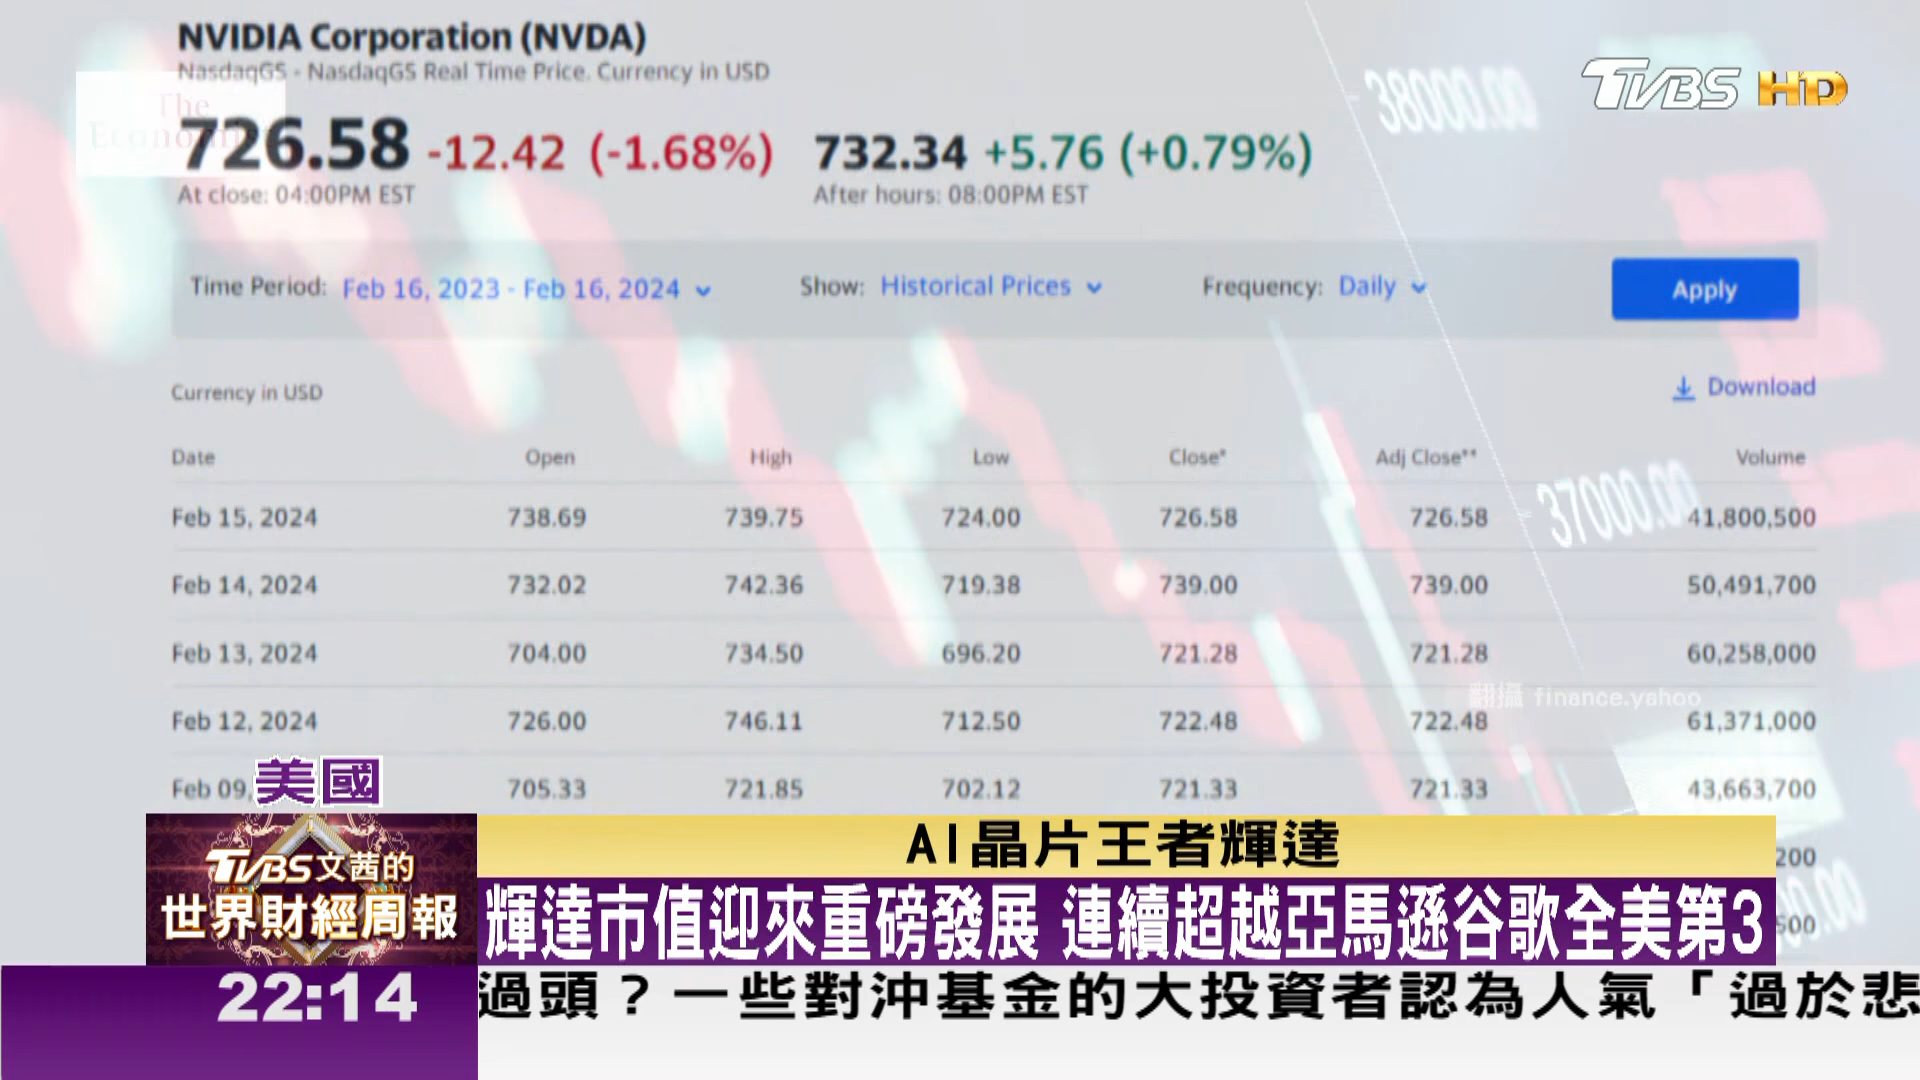 NVIDIA Corporation (NVDA)
NasdaqGS - NasdaqGS Real Time Price. Currency in USD
The
TVBS HD
38000.00
726.58 -12.42 (-1.68%) 732.34 +5.76 (+0.79%)
At close: 04:00PM EST After hours: 08:00PM EST
Time Period: Feb 16, 2023 - Feb 16, 2024 Show: Historical Prices Frequency: Daily Apply
Currency in USD Download
Date Open High Low Close* Adj Close** Volume
37000.00
Feb 15, 2024 738.69 739.75 724.00 726.58 726.58 41,800,500
Feb 14, 2024 732.02 742.36 719.38 739.00 739.00 50,491,700
Feb 13, 2024 704.00 734.50 696.20 721.28 721.28 60,258,000
翻攝 finance.yahoo
Feb 12, 2024 726.00 746.11 712.50 722.48 722.48 61,371,000
Feb 09, 705.33 721.85 702.12 721.33 721.33 43,663,700
美國
AI晶片王者輝達
TVBS文茜的
世界財經周報
輝達市值迎來重磅發展 連續超越亞馬遜谷歌全美第3
22:14
過頭?一些對沖基金的大投資者認為人氣「過於悲